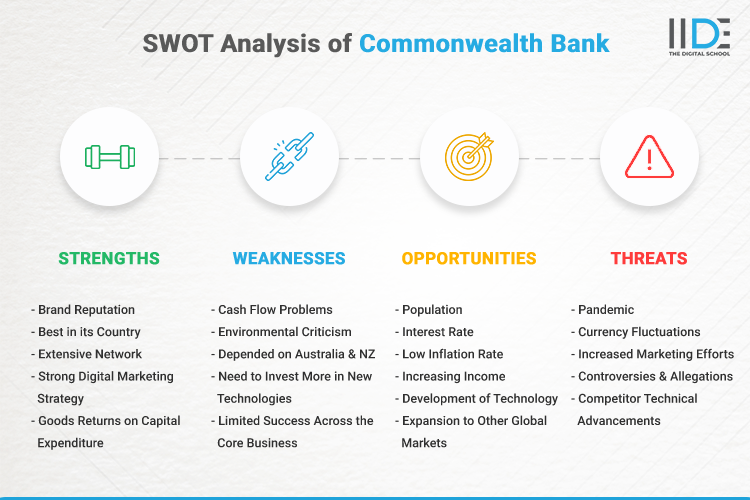 SWOT Analysis of Commonwealth Bank
IIDE
THE DIGITAL SCHOOL
STRENGTHS
- Brand Reputation
- Best in its Country
- Extensive Network
- Strong Digital Marketing
Strategy
- Goods Returns on Capital
Expenditure
WEAKNESSES
- Cash Flow Problems
- Environmental Criticism
- Depended on Australia & NZ
- Need to Invest More in New
Technologies
- Limited Success Across the
Core Business
OPPORTUNITIES
- Population
- Interest Rate
- Low Inflation Rate
- Increasing Income
- Development of Technology
- Expansion to Other Global
Markets
THREATS
- Pandemic
- Currency Fluctuations
- Increased Marketing Efforts
- Controversies & Allegations
- Competitor Technical
Advancements